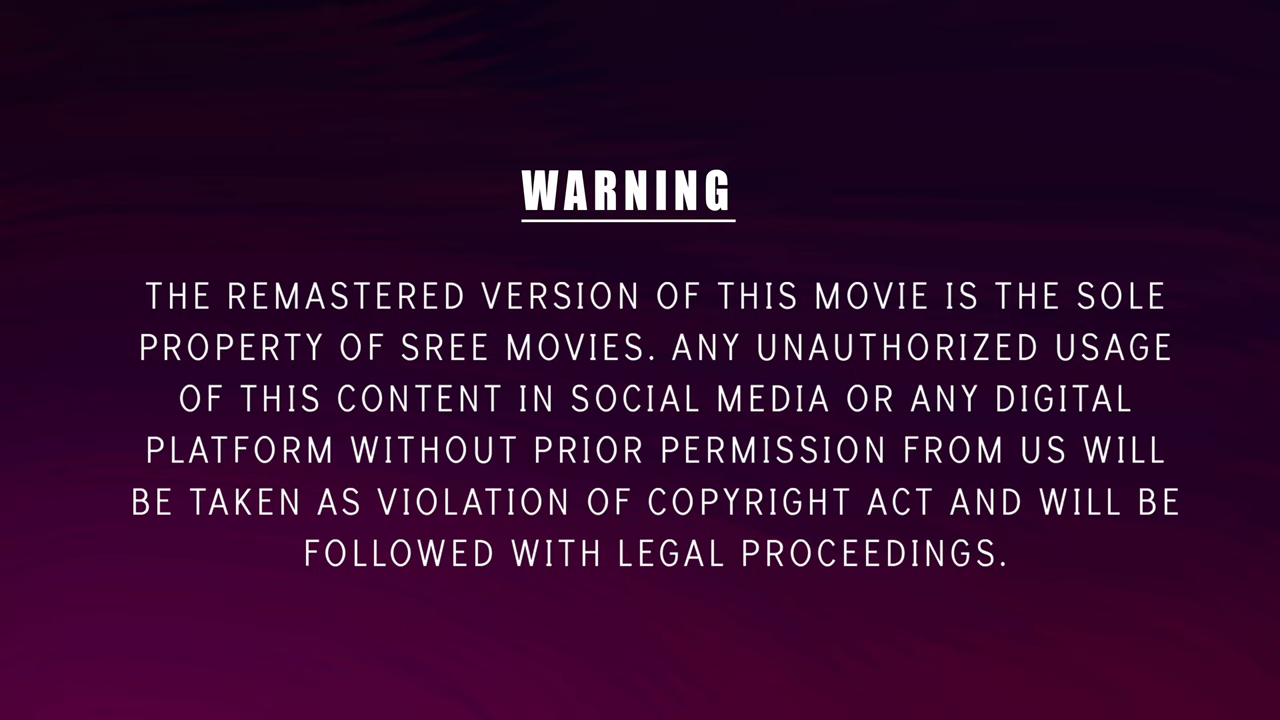 WARNING
THE REMASTERED VERSION OF THIS MOVIE IS THE SOLE
PROPERTY OF SREE MOVIES. ANY UNAUTHORIZED USAGE
OF THIS CONTENT IN SOCIAL MEDIA OR ANY DIGITAL
PLATFORM WITHOUT PRIOR PERMISSION FROM US WILL
BE TAKEN AS VIOLATION OF COPYRIGHT ACT AND WILL BE
FOLLOWED WITH LEGAL PROCEEDINGS.